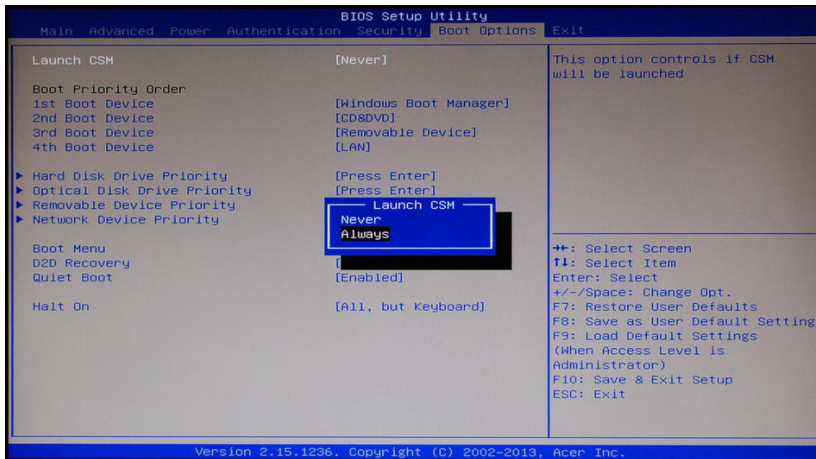 BIOS Setup Utility
Main Advanced Power Authentication Security Boot Options Exit
Launch CSM [Never]
Boot Priority Order
1st Boot Device [Windows Boot Manager]
2nd Boot Device [CD&DVD]
3rd Boot Device [Removable Device]
4th Boot Device [LAN]
Hard Disk Drive Priority [Press Enter]
Optical Disk Drive Priority [Press Enter]
Removable Device Priority
Network Device Priority
Boot Menu
D2D Recovery [
Quiet Boot [Enabled]
Halt On [All, but Keyboard]
Launch CSM
Never
Always
This option controls if CSM
will be launched
→←: Select Screen
↑↓: Select Item
Enter: Select
+/-/Space: Change Opt.
F7: Restore User Defaults
F8: Save as User Default Setting
F9: Load Default Settings
(When Access Level is
Administrator)
F10: Save & Exit Setup
ESC: Exit
Version 2.15.1236. Copyright (C) 2002-2013, Acer Inc.